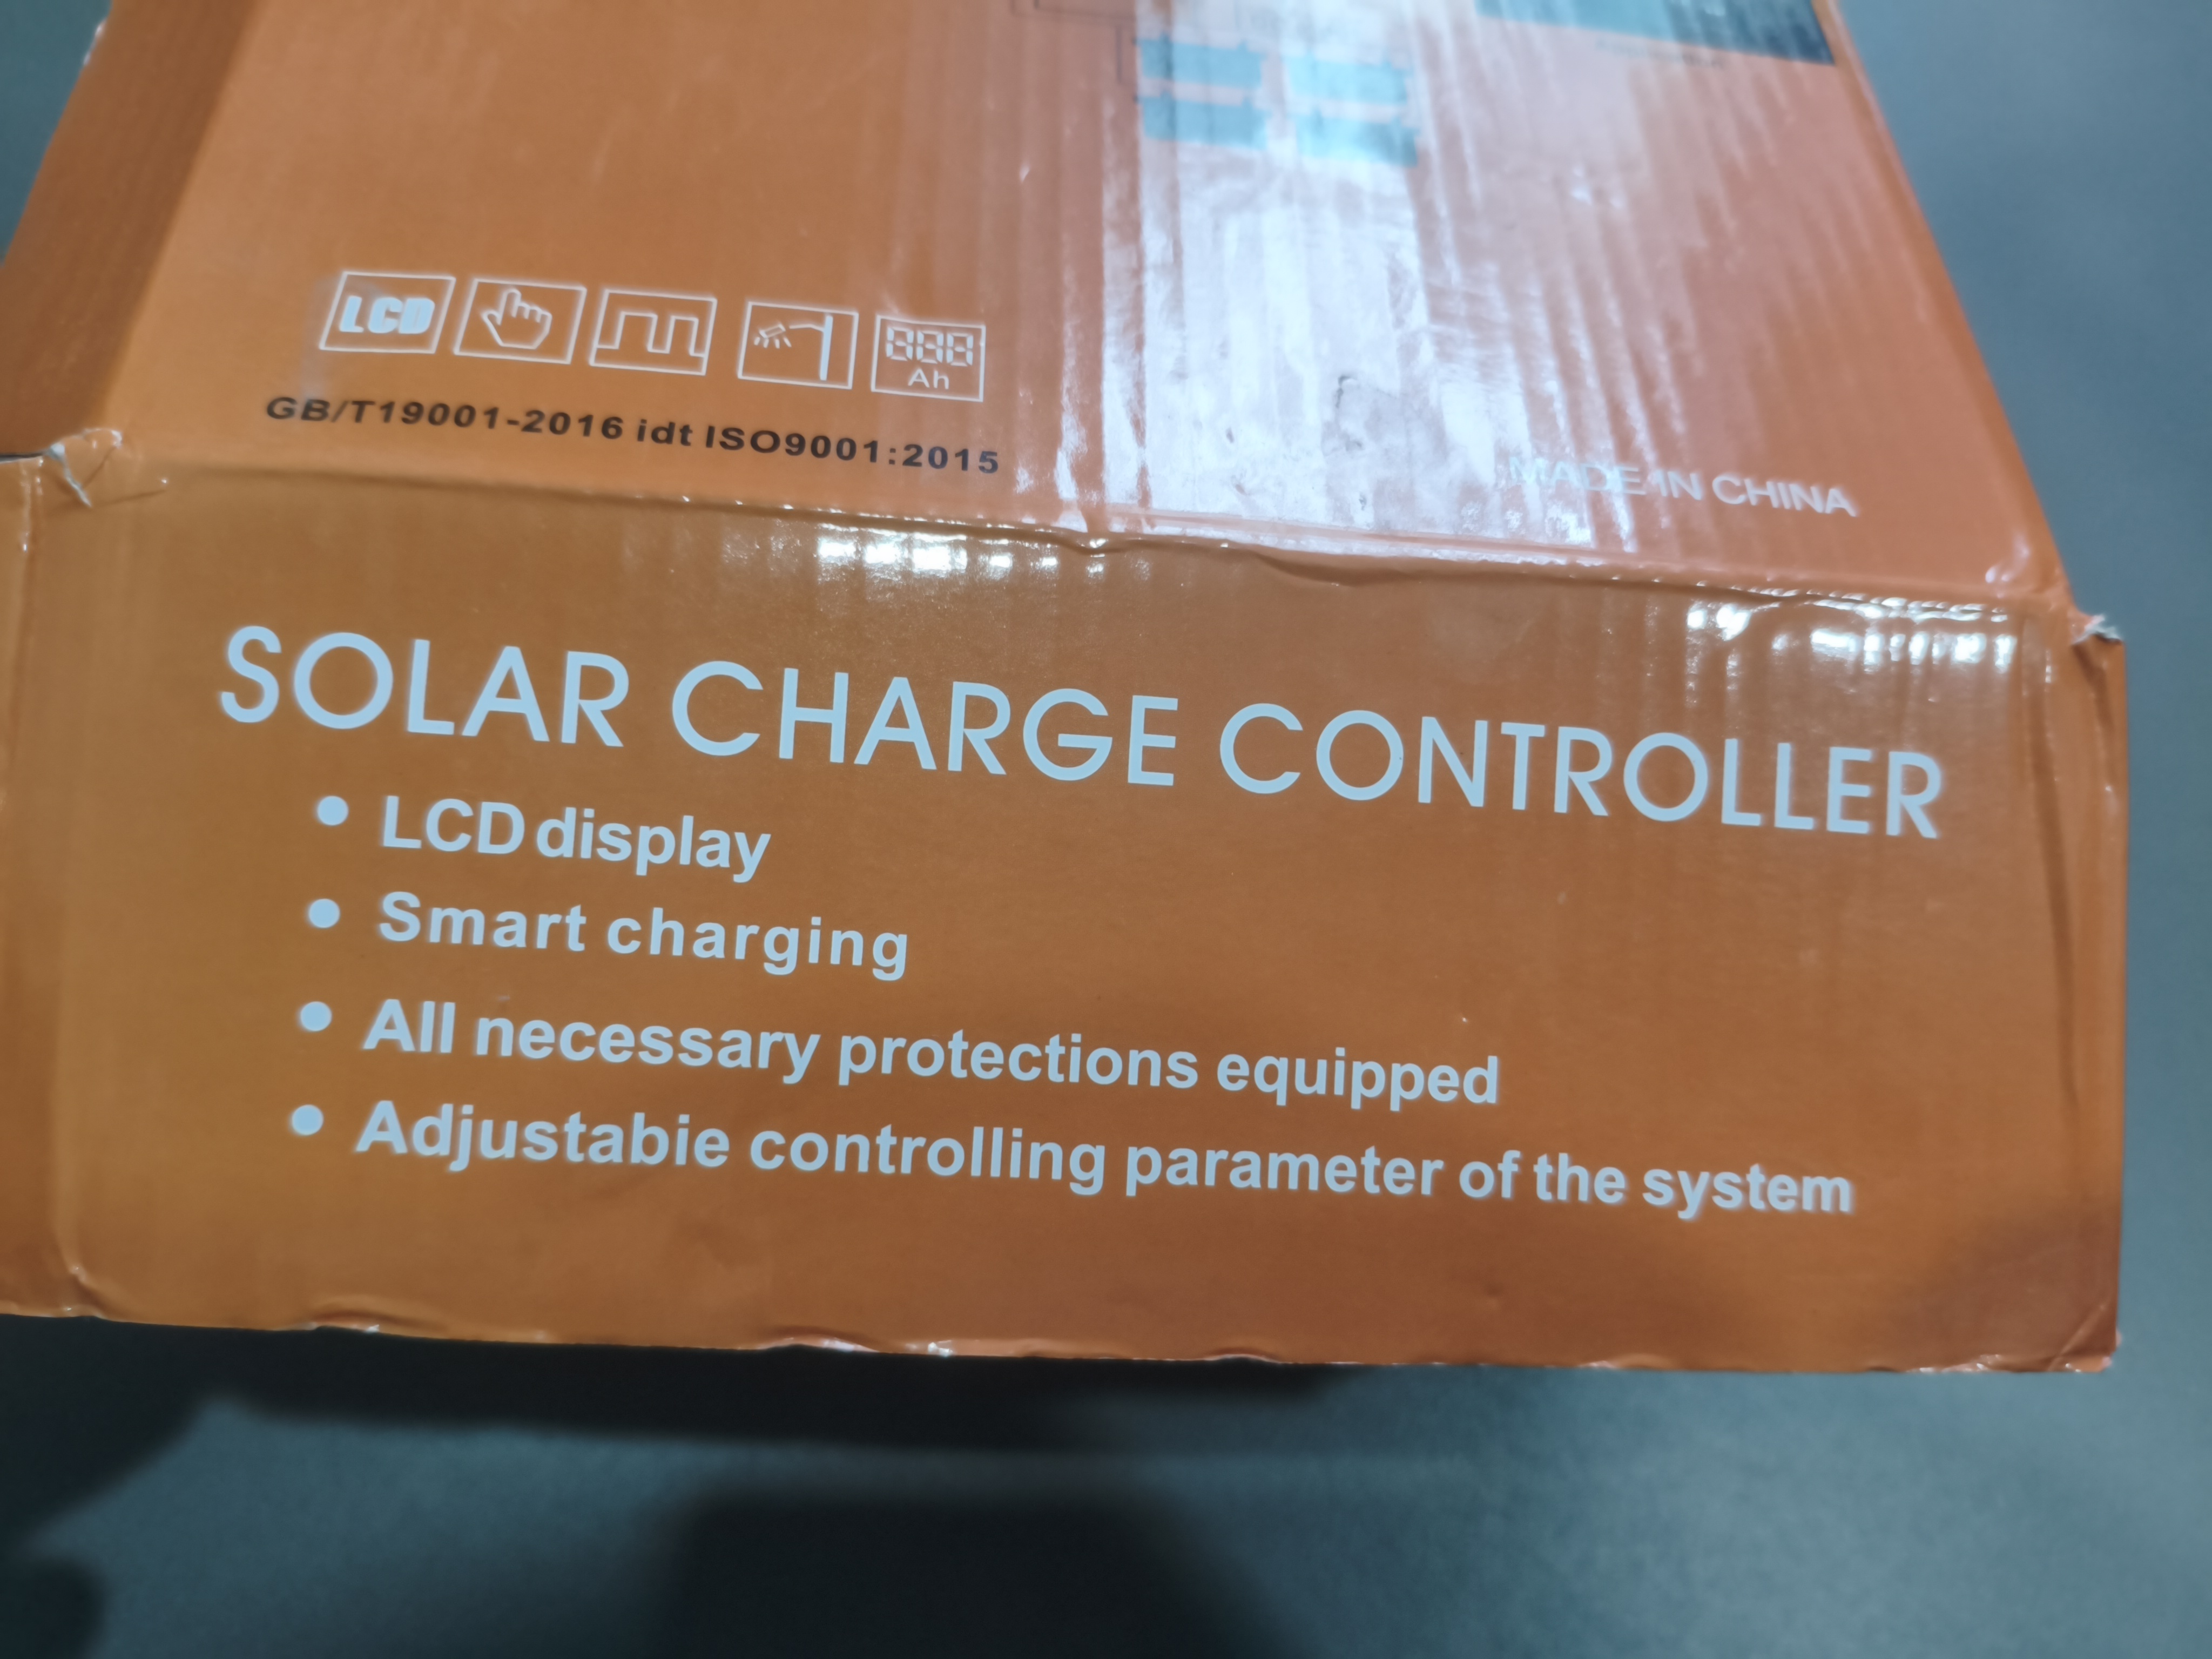 LCD
888
Ah
GB/T19001-2016 idt ISO9001:2015
MADE IN CHINA
SOLAR CHARGE CONTROLLER
• LCD display
• Smart charging
• All necessary protections equipped
• Adjustabie controlling parameter of the system